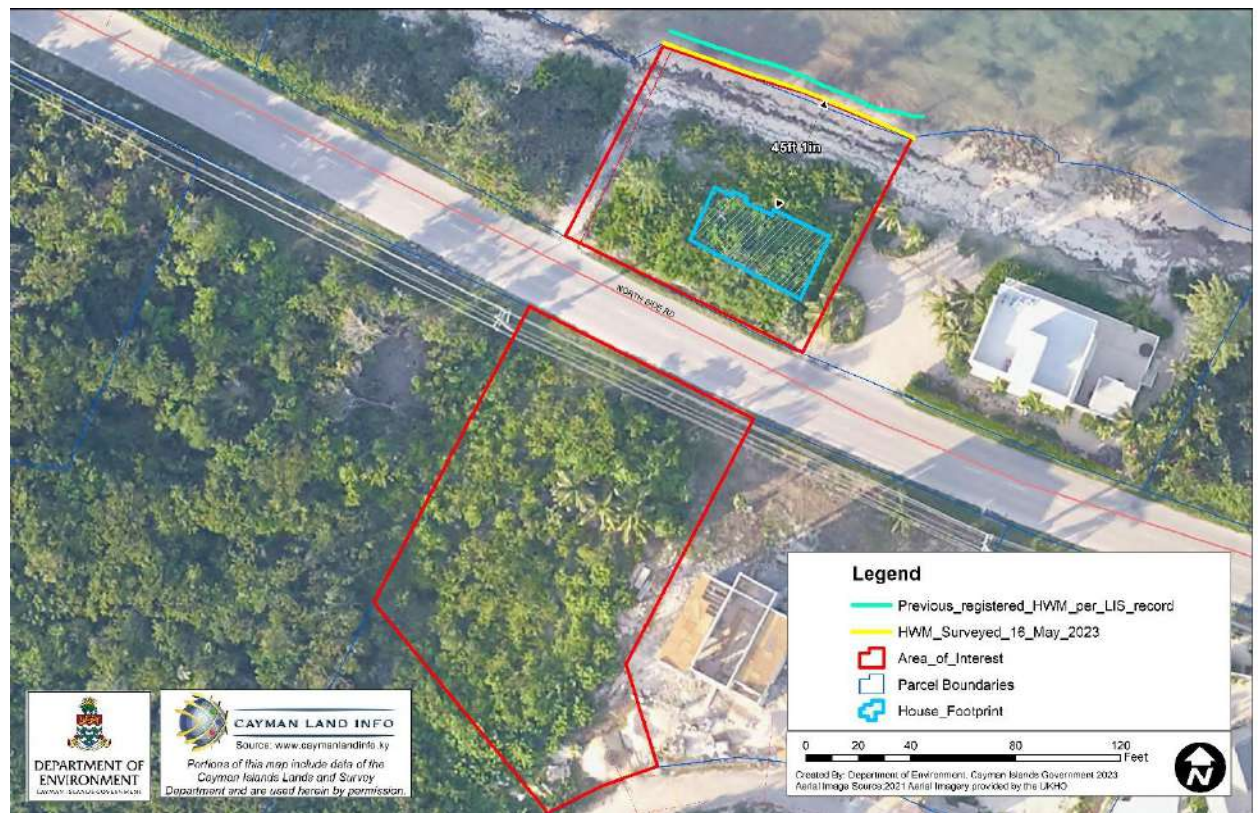 45ft 1in
NORTH SIDE RD
Legend
Previous_registered_HWM_per_LIS_record
HWM_Surveyed_16_May_2023
Area_of_Interest
Parcel Boundaries
House_Footprint
0 20 40 80 120
Feet
Created By: Department of Environment, Cayman Islands Government 2023
Aerial Image Source:2021 Aerial Imagery provided by the UKHO
N
DEPARTMENT OF
ENVIRONMENT
CAYMAN ISLANDS GOVERNMENT
CAYMAN LAND INFO
Source: www.caymanlandinfo.ky
Portions of this map include data of the
Cayman Islands Lands and Survey
Department and are used herein by permission.